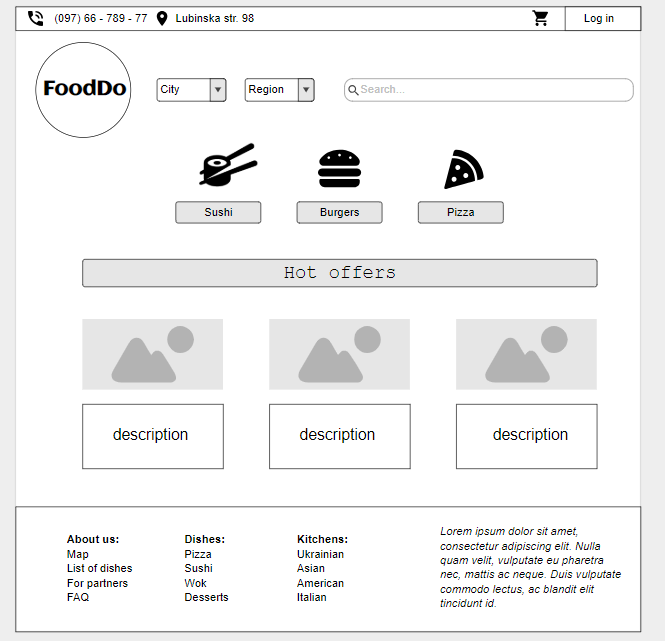 (097) 66 - 789 - 77 Lubinska str. 98 Log in
FoodDo
City Region Search...
Sushi Burgers Pizza
Hot offers
description description description
About us:
Map
List of dishes
For partners
FAQ
Dishes:
Pizza
Sushi
Wok
Desserts
Kitchens:
Ukrainian
Asian
American
Italian
Lorem ipsum dolor sit amet,
consectetur adipiscing elit. Nulla
quam velit, vulputate eu pharetra
nec, mattis ac neque. Duis vulputate
commodo lectus, ac blandit elit
tincidunt id.